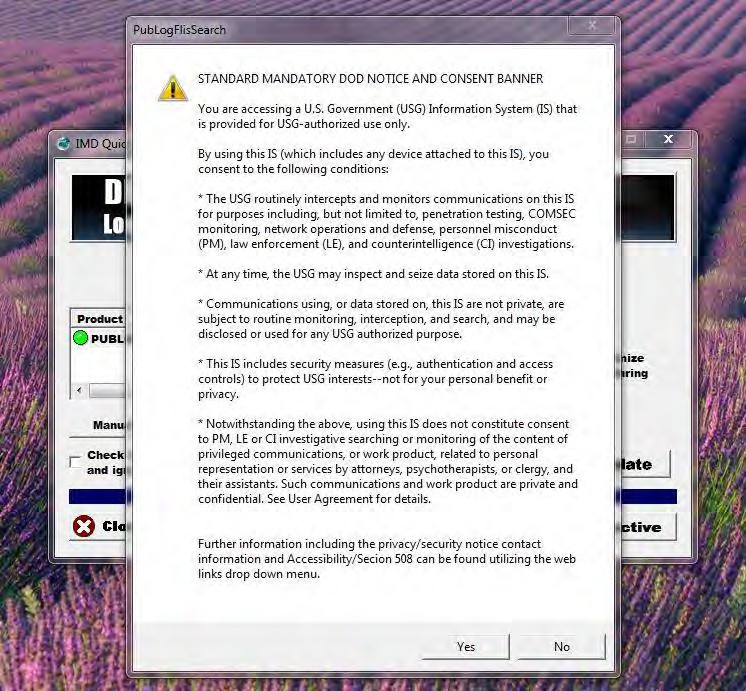 PubLogFlisSearch
STANDARD MANDATORY DOD NOTICE AND CONSENT BANNER
You are accessing a U.S. Government (USG) Information System (IS) that
is provided for USG-authorized use only.
By using this IS (which includes any device attached to this IS), you
consent to the following conditions:
* The USG routinely intercepts and monitors communications on this IS
for purposes including, but not limited to, penetration testing, COMSEC
monitoring, network operations and defense, personnel misconduct
(PM), law enforcement (LE), and counterintelligence (CI) investigations.
* At any time, the USG may inspect and seize data stored on this IS.
* Communications using, or data stored on, this IS are not private, are
subject to routine monitoring, interception, and search, and may be
disclosed or used for any USG authorized purpose.
* This IS includes security measures (e.g., authentication and access
controls) to protect USG interests--not for your personal benefit or
privacy.
* Notwithstanding the above, using this IS does not constitute consent
to PM, LE or CI investigative searching or monitoring of the content of
privileged communications, or work product, related to personal
representation or services by attorneys, psychotherapists, or clergy, and
their assistants. Such communications and work product are private and
confidential. See User Agreement for details.
Further information including the privacy/security notice contact
information and Accessibility/Secion 508 can be found utilizing the web
links drop down menu.
Yes No
IMD Quic
D
Lo
Product
PUBL
Manu
Check
and ig
Clo
nize
uring
late
ctive